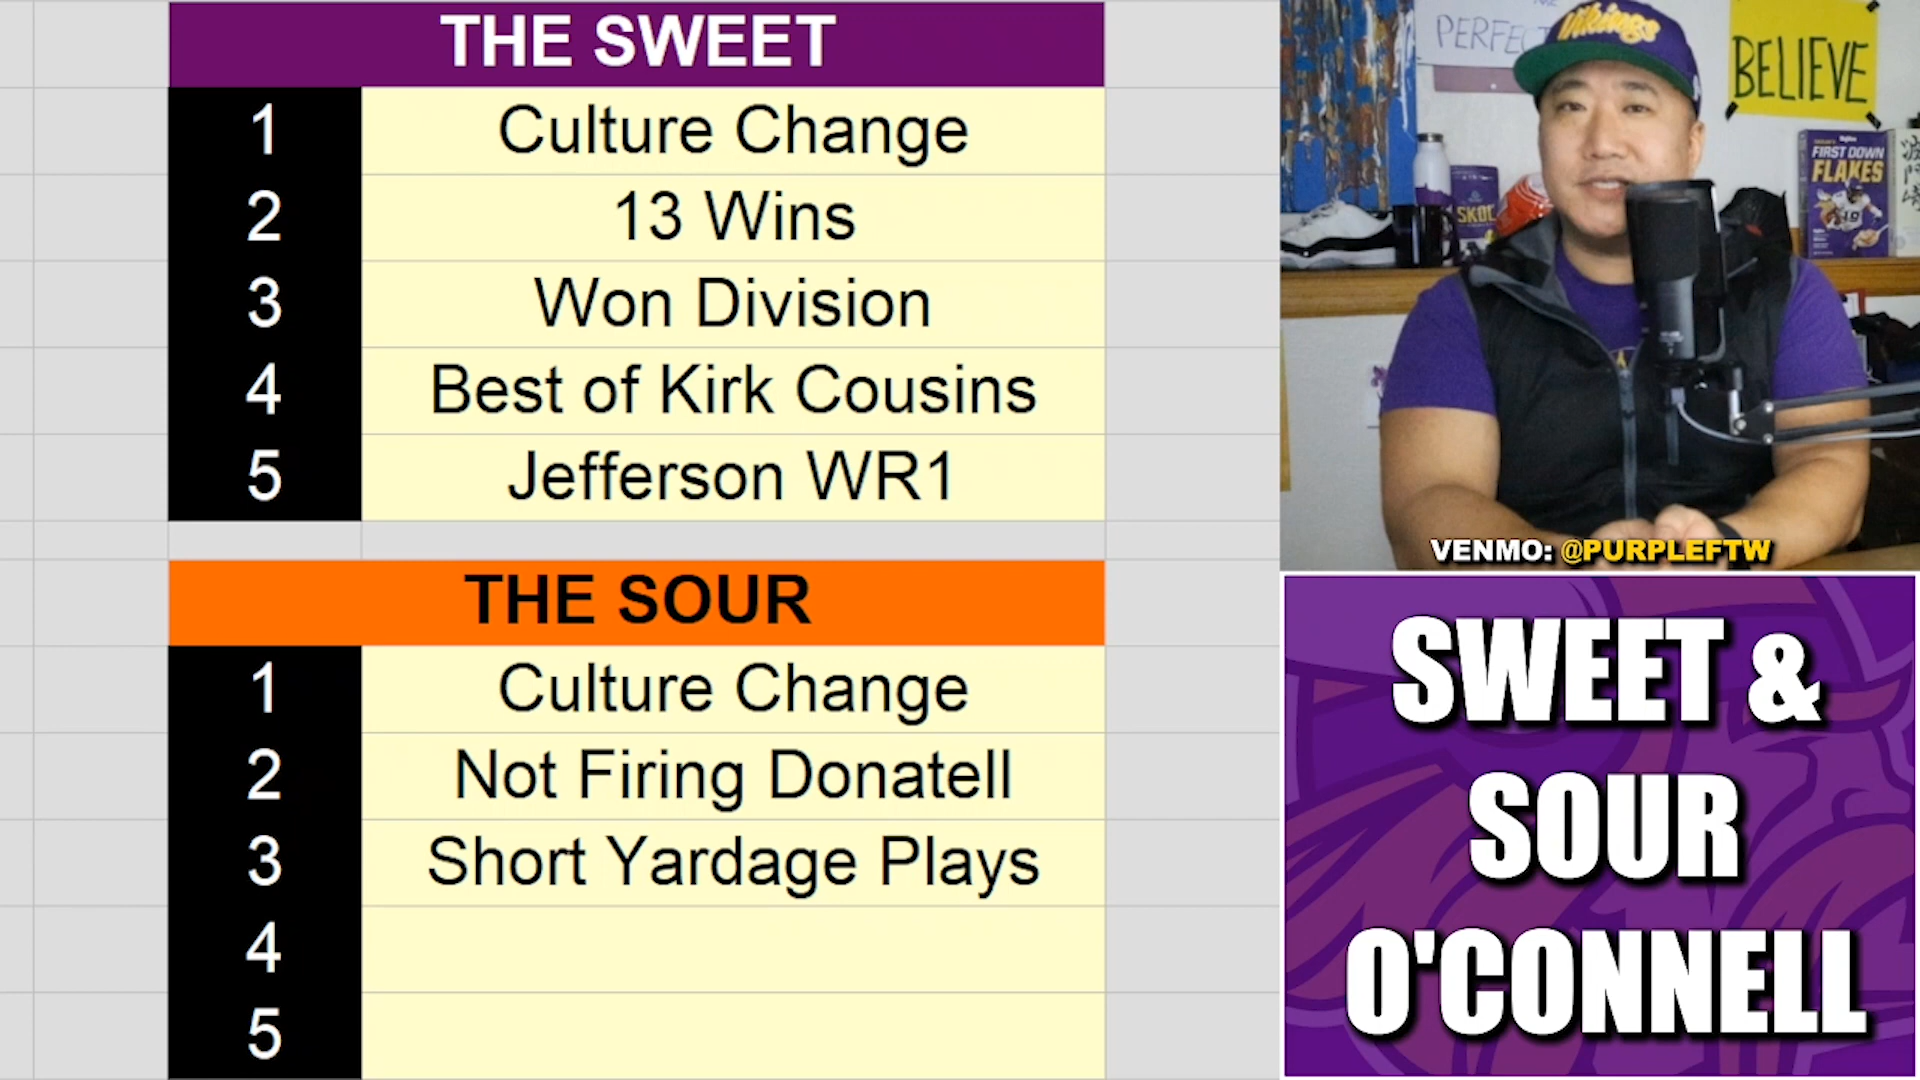 THE SWEET
1 Culture Change
2 13 Wins
3 Won Division
4 Best of Kirk Cousins
5 Jefferson WR1
THE SOUR
1 Culture Change
2 Not Firing Donatell
3 Short Yardage Plays
4
5
PERFECT
Vikings
BELIEVE
SKOL
FIRST DOWN
FLAKES
VENMO: @PURPLEFTW
SWEET &
SOUR
O'CONNELL